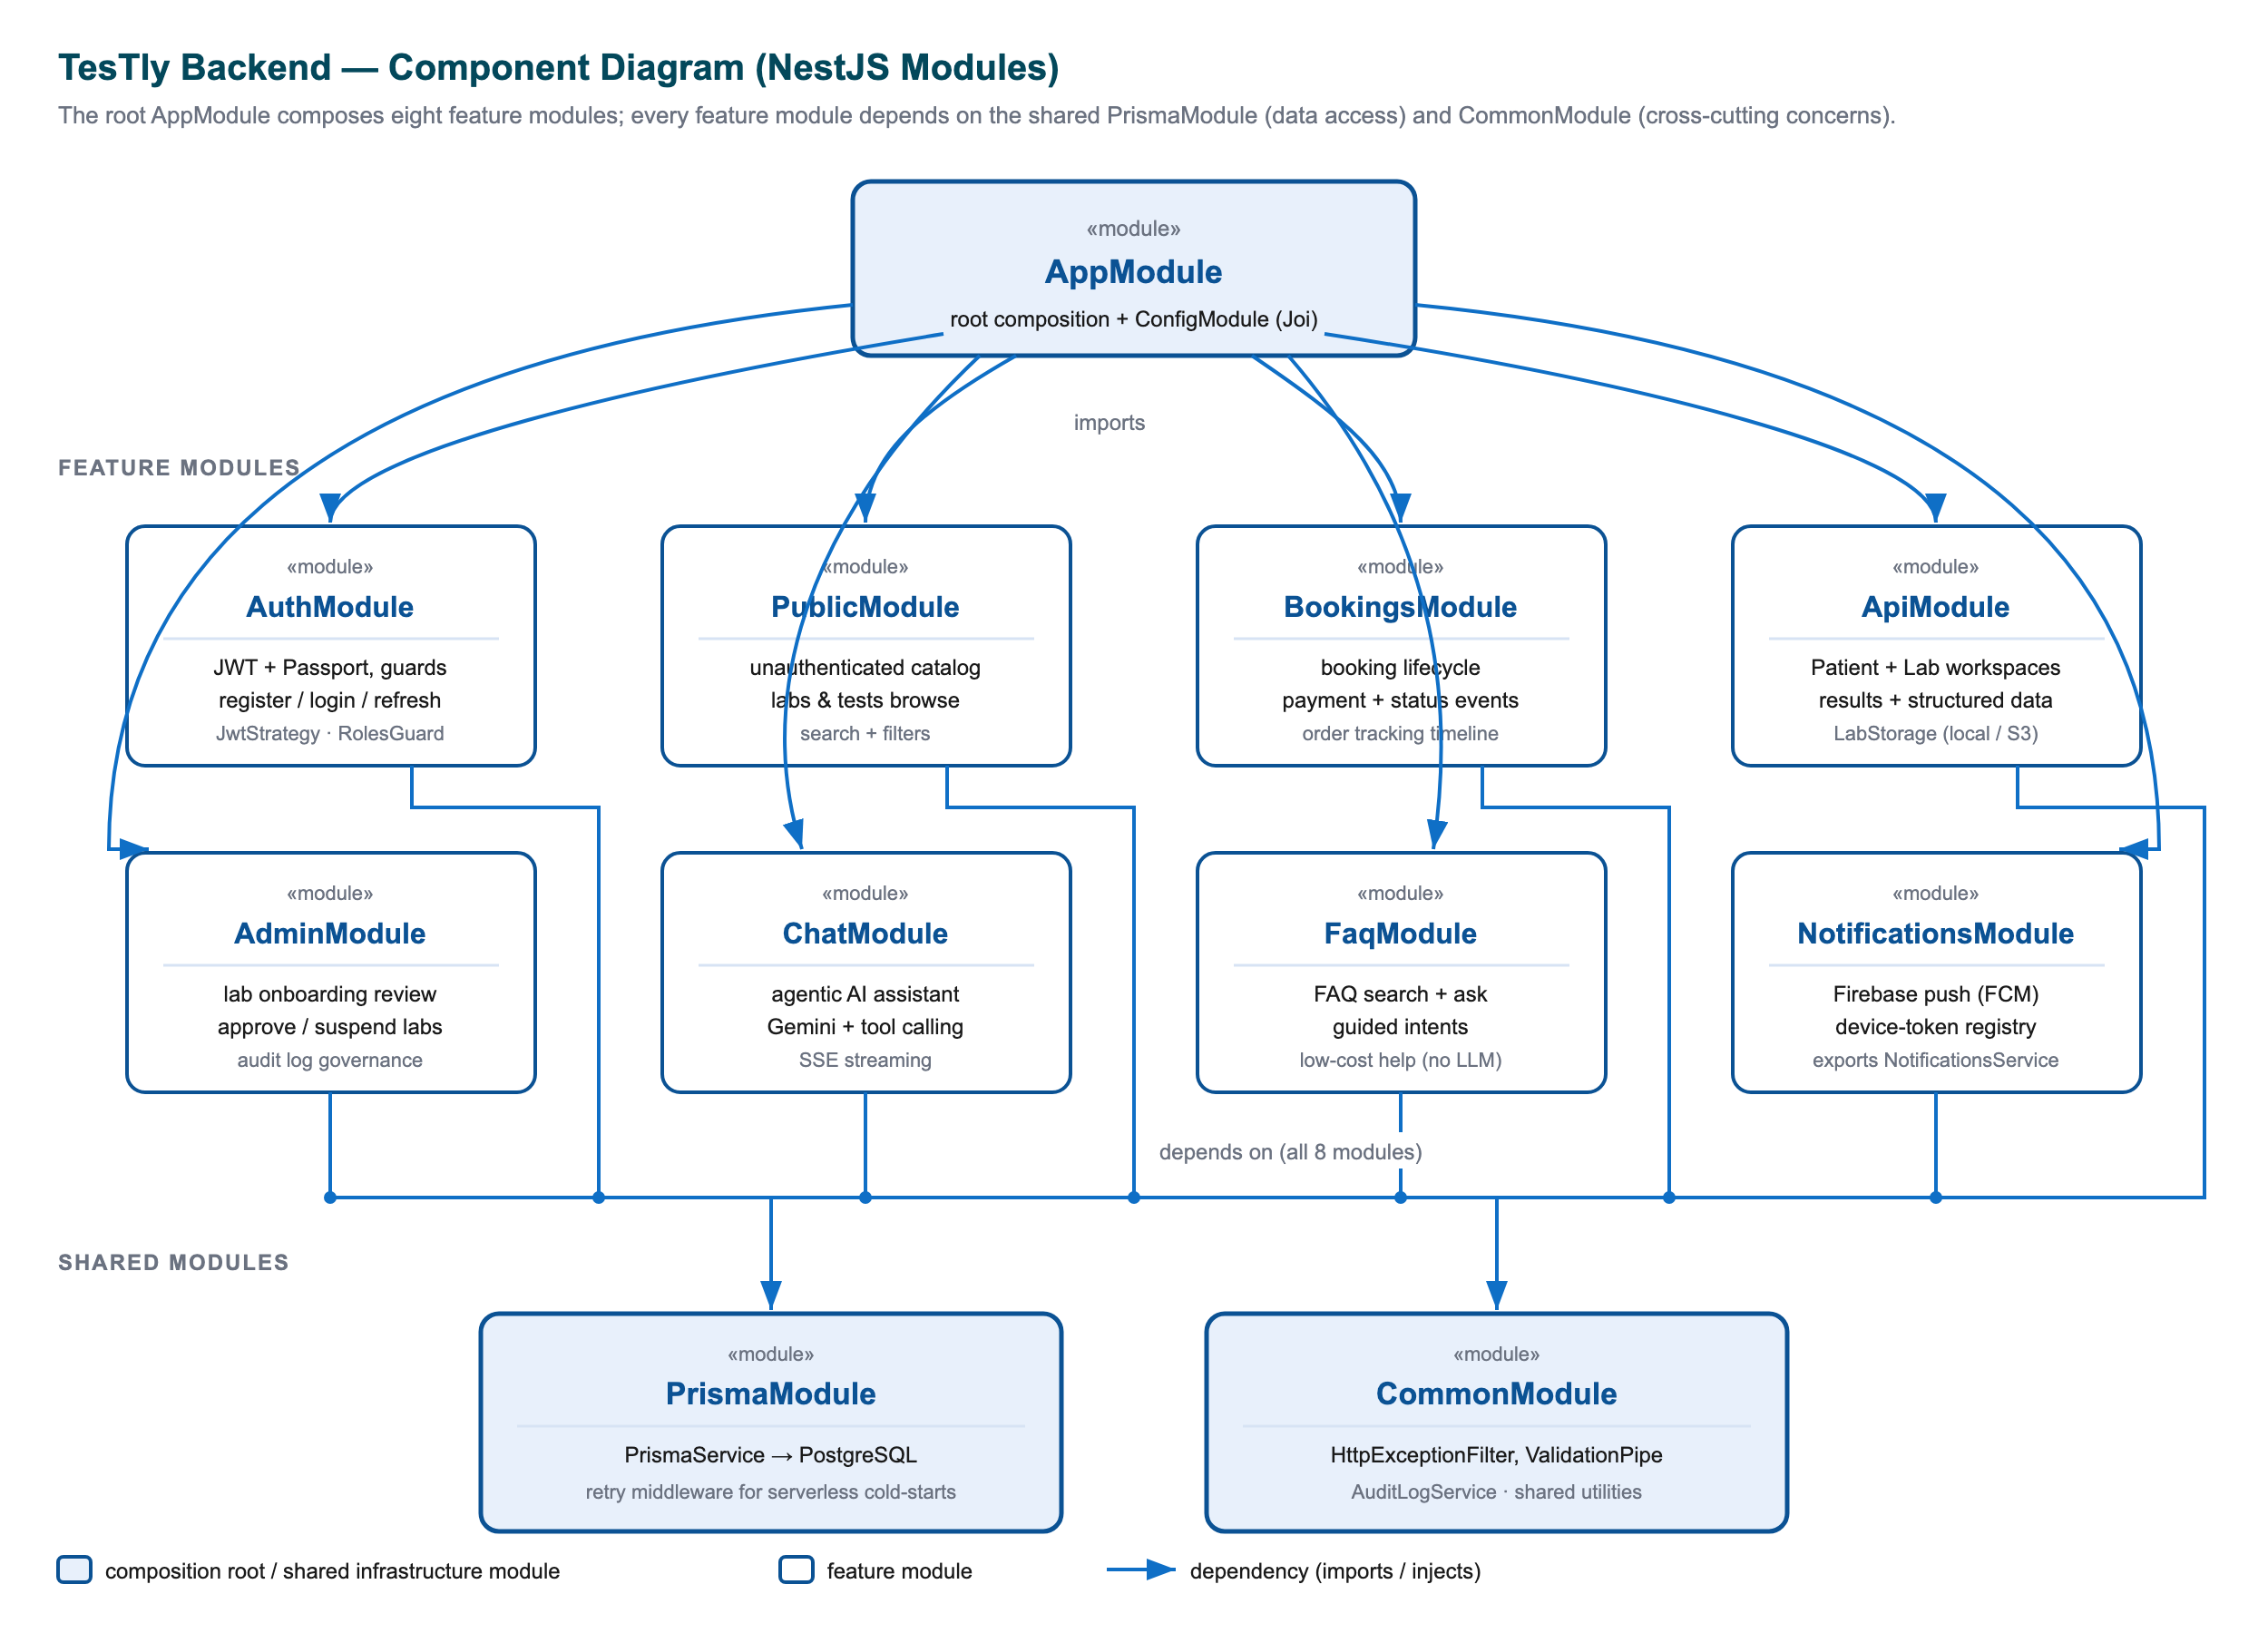 TesTly Backend — Component Diagram (NestJS Modules)
The root AppModule composes eight feature modules; every feature module depends on the shared PrismaModule (data access) and CommonModule (cross-cutting concerns).
«module»
AppModule
root composition + ConfigModule (Joi)
imports
FEATURE MODULES
«module»
AuthModule
JWT + Passport, guards
register / login / refresh
JwtStrategy · RolesGuard
«module»
PublicModule
unauthenticated catalog
labs & tests browse
search + filters
«module»
BookingsModule
booking lifecycle
payment + status events
order tracking timeline
«module»
ApiModule
Patient + Lab workspaces
results + structured data
LabStorage (local / S3)
«module»
AdminModule
lab onboarding review
approve / suspend labs
audit log governance
«module»
ChatModule
agentic AI assistant
Gemini + tool calling
SSE streaming
«module»
FaqModule
FAQ search + ask
guided intents
low-cost help (no LLM)
«module»
NotificationsModule
Firebase push (FCM)
device-token registry
exports NotificationsService
depends on (all 8 modules)
SHARED MODULES
«module»
PrismaModule
PrismaService → PostgreSQL
retry middleware for serverless cold-starts
«module»
CommonModule
HttpExceptionFilter, ValidationPipe
AuditLogService · shared utilities
composition root / shared infrastructure module
feature module
dependency (imports / injects)